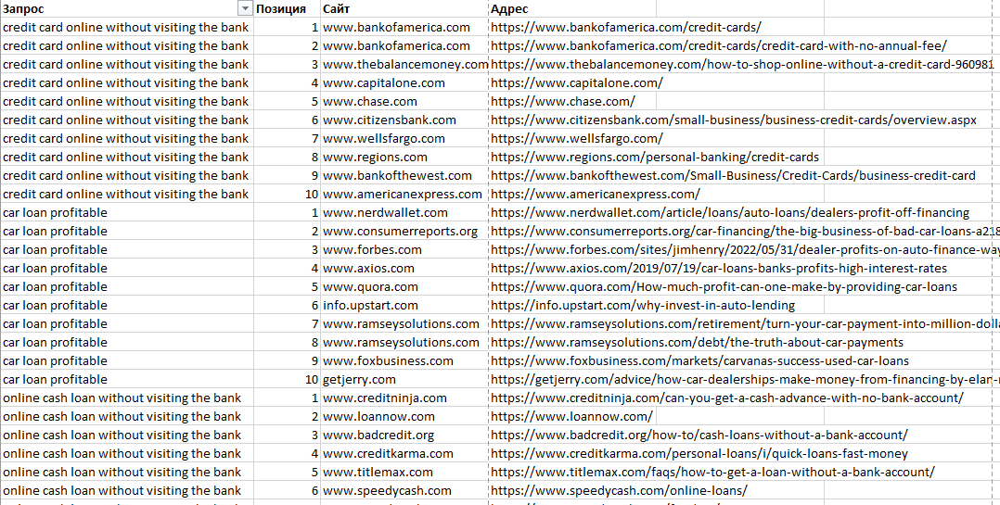 Запрос Позиция Сайт Адрес
credit card online without visiting the bank 1 www.bankofamerica.com https://www.bankofamerica.com/credit-cards/
credit card online without visiting the bank 2 www.bankofamerica.com https://www.bankofamerica.com/credit-cards/credit-card-with-no-annual-fee/
credit card online without visiting the bank 3 www.thebalancemoney.com https://www.thebalancemoney.com/how-to-shop-online-without-a-credit-card-960981
credit card online without visiting the bank 4 www.capitalone.com https://www.capitalone.com/
credit card online without visiting the bank 5 www.chase.com https://www.chase.com/
credit card online without visiting the bank 6 www.citizensbank.com https://www.citizensbank.com/small-business/business-credit-cards/overview.aspx
credit card online without visiting the bank 7 www.wellsfargo.com https://www.wellsfargo.com/
credit card online without visiting the bank 8 www.regions.com https://www.regions.com/personal-banking/credit-cards
credit card online without visiting the bank 9 www.bankofthewest.com https://www.bankofthewest.com/Small-Business/Credit-Cards/business-credit-card
credit card online without visiting the bank 10 www.americanexpress.com https://www.americanexpress.com/
car loan profitable 1 www.nerdwallet.com https://www.nerdwallet.com/article/loans/auto-loans/dealers-profit-off-financing
car loan profitable 2 www.consumerreports.org https://www.consumerreports.org/car-financing/the-big-business-of-bad-car-loans-a218
car loan profitable 3 www.forbes.com https://www.forbes.com/sites/jimhenry/2022/05/31/dealer-profits-on-auto-finance-way
car loan profitable 4 www.axios.com https://www.axios.com/2019/07/19/car-loans-banks-profits-high-interest-rates
car loan profitable 5 www.quora.com https://www.quora.com/How-much-profit-can-one-make-by-providing-car-loans
car loan profitable 6 info.upstart.com https://info.upstart.com/why-invest-in-auto-lending
car loan profitable 7 www.ramseysolutions.com https://www.ramseysolutions.com/retirement/turn-your-car-payment-into-million-dolla
car loan profitable 8 www.ramseysolutions.com https://www.ramseysolutions.com/debt/the-truth-about-car-payments
car loan profitable 9 www.foxbusiness.com https://www.foxbusiness.com/markets/carvanas-success-used-car-loans
car loan profitable 10 getjerry.com https://getjerry.com/advice/how-car-dealerships-make-money-from-financing-by-elan-r
online cash loan without visiting the bank 1 www.creditninja.com https://www.creditninja.com/can-you-get-a-cash-advance-with-no-bank-account/
online cash loan without visiting the bank 2 www.loannow.com https://www.loannow.com/
online cash loan without visiting the bank 3 www.badcredit.org https://www.badcredit.org/how-to/cash-loans-without-a-bank-account/
online cash loan without visiting the bank 4 www.creditkarma.com https://www.creditkarma.com/personal-loans/i/quick-loans-fast-money
online cash loan without visiting the bank 5 www.titlemax.com https://www.titlemax.com/faqs/how-to-get-a-loan-without-a-bank-account/
online cash loan without visiting the bank 6 www.speedycash.com https://www.speedycash.com/online-loans/